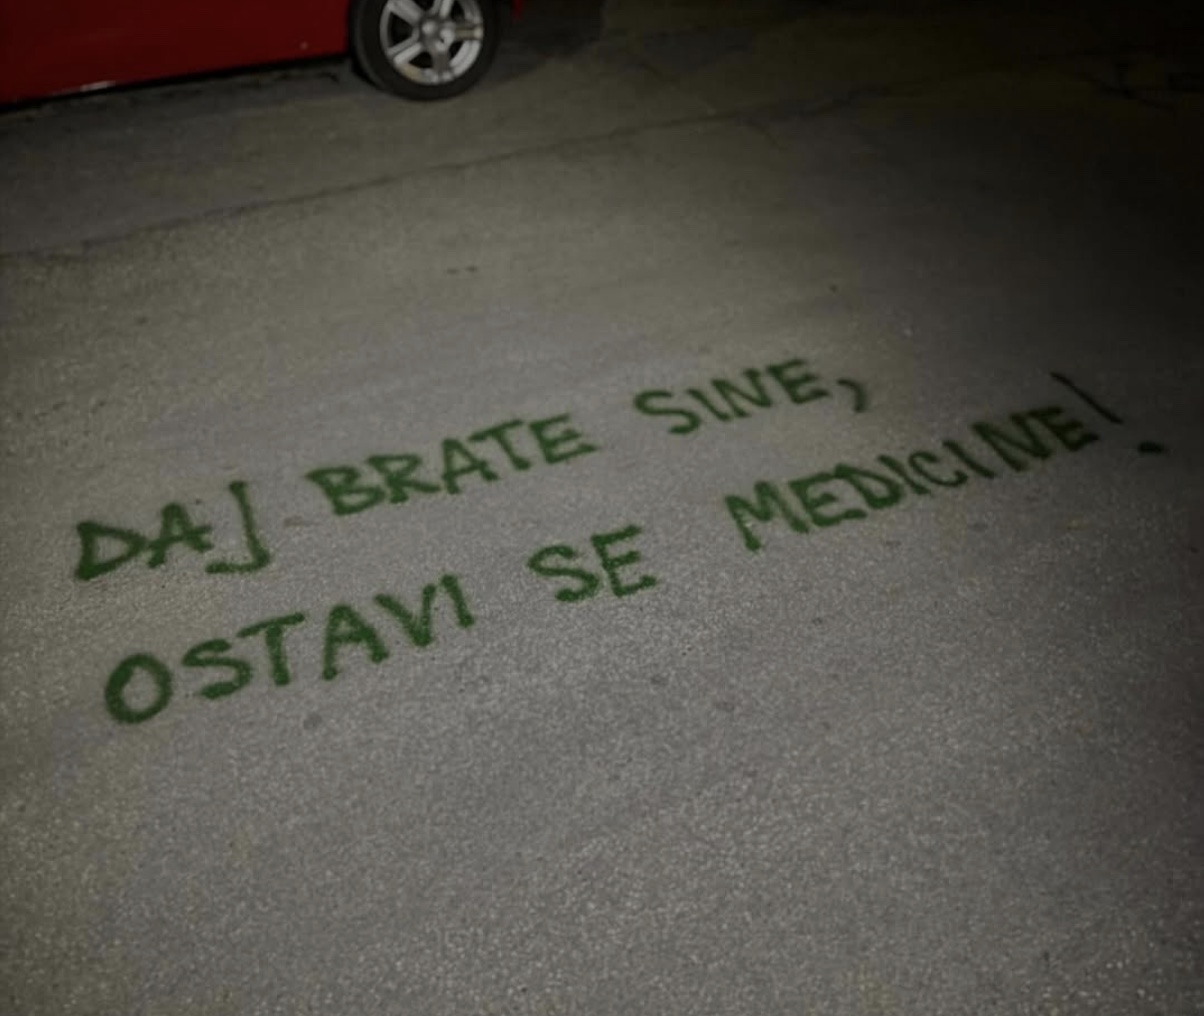 DAJ BRATE SINE,
OSTAVI SE MEDICINE!